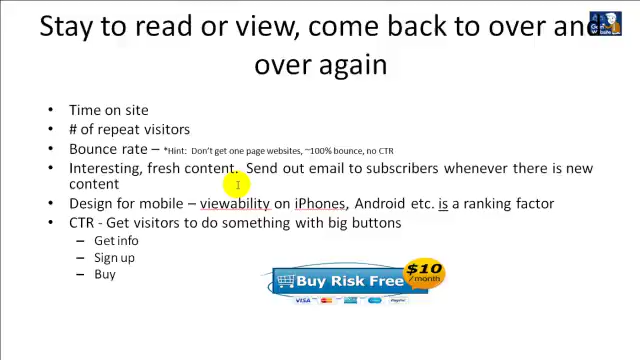 Stay to read or view, come back to over and
over again
• Time on site
• # of repeat visitors
• Bounce rate – *Hint: Don't get one page websites, ~100% bounce, no CTR
• Interesting, fresh content. Send out email to subscribers whenever there is new
content
• Design for mobile – viewability on iPhones, Android etc. is a ranking factor
• CTR - Get visitors to do something with big buttons
– Get info
– Sign up
– Buy
$10
/month
Buy Risk Free
VISA